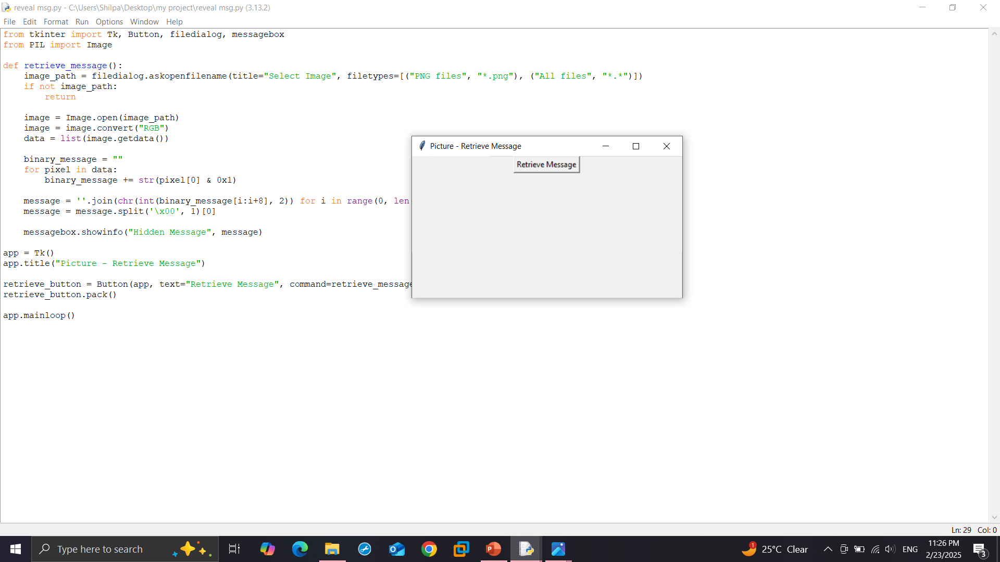 reveal msg.py - C:\Users\Shilpa\Desktop\my project\reveal msg.py (3.13.2)
File Edit Format Run Options Window Help
from tkinter import Tk, Button, filedialog, messagebox
from PIL import Image
def retrieve_message():
    image_path = filedialog.askopenfilename(title="Select Image", filetypes=[("PNG files", "*.png"), ("All files", "*.*")])
    if not image_path:
        return
    image = Image.open(image_path)
    image = image.convert("RGB")
    data = list(image.getdata())
    binary_message = ""
    for pixel in data:
        binary_message += str(pixel[0] & 0x1)
    message = ''.join(chr(int(binary_message[i:i+8], 2)) for i in range(0, len
    message = message.split('\x00', 1)[0]
    messagebox.showinfo("Hidden Message", message)
app = Tk()
app.title("Picture - Retrieve Message")
retrieve_button = Button(app, text="Retrieve Message", command=retrieve_message
retrieve_button.pack()
app.mainloop()
Picture - Retrieve Message
Retrieve Message
Ln: 29 Col: 0
Type here to search
1
25°C Clear
ENG
11:26 PM
2/23/2025
3